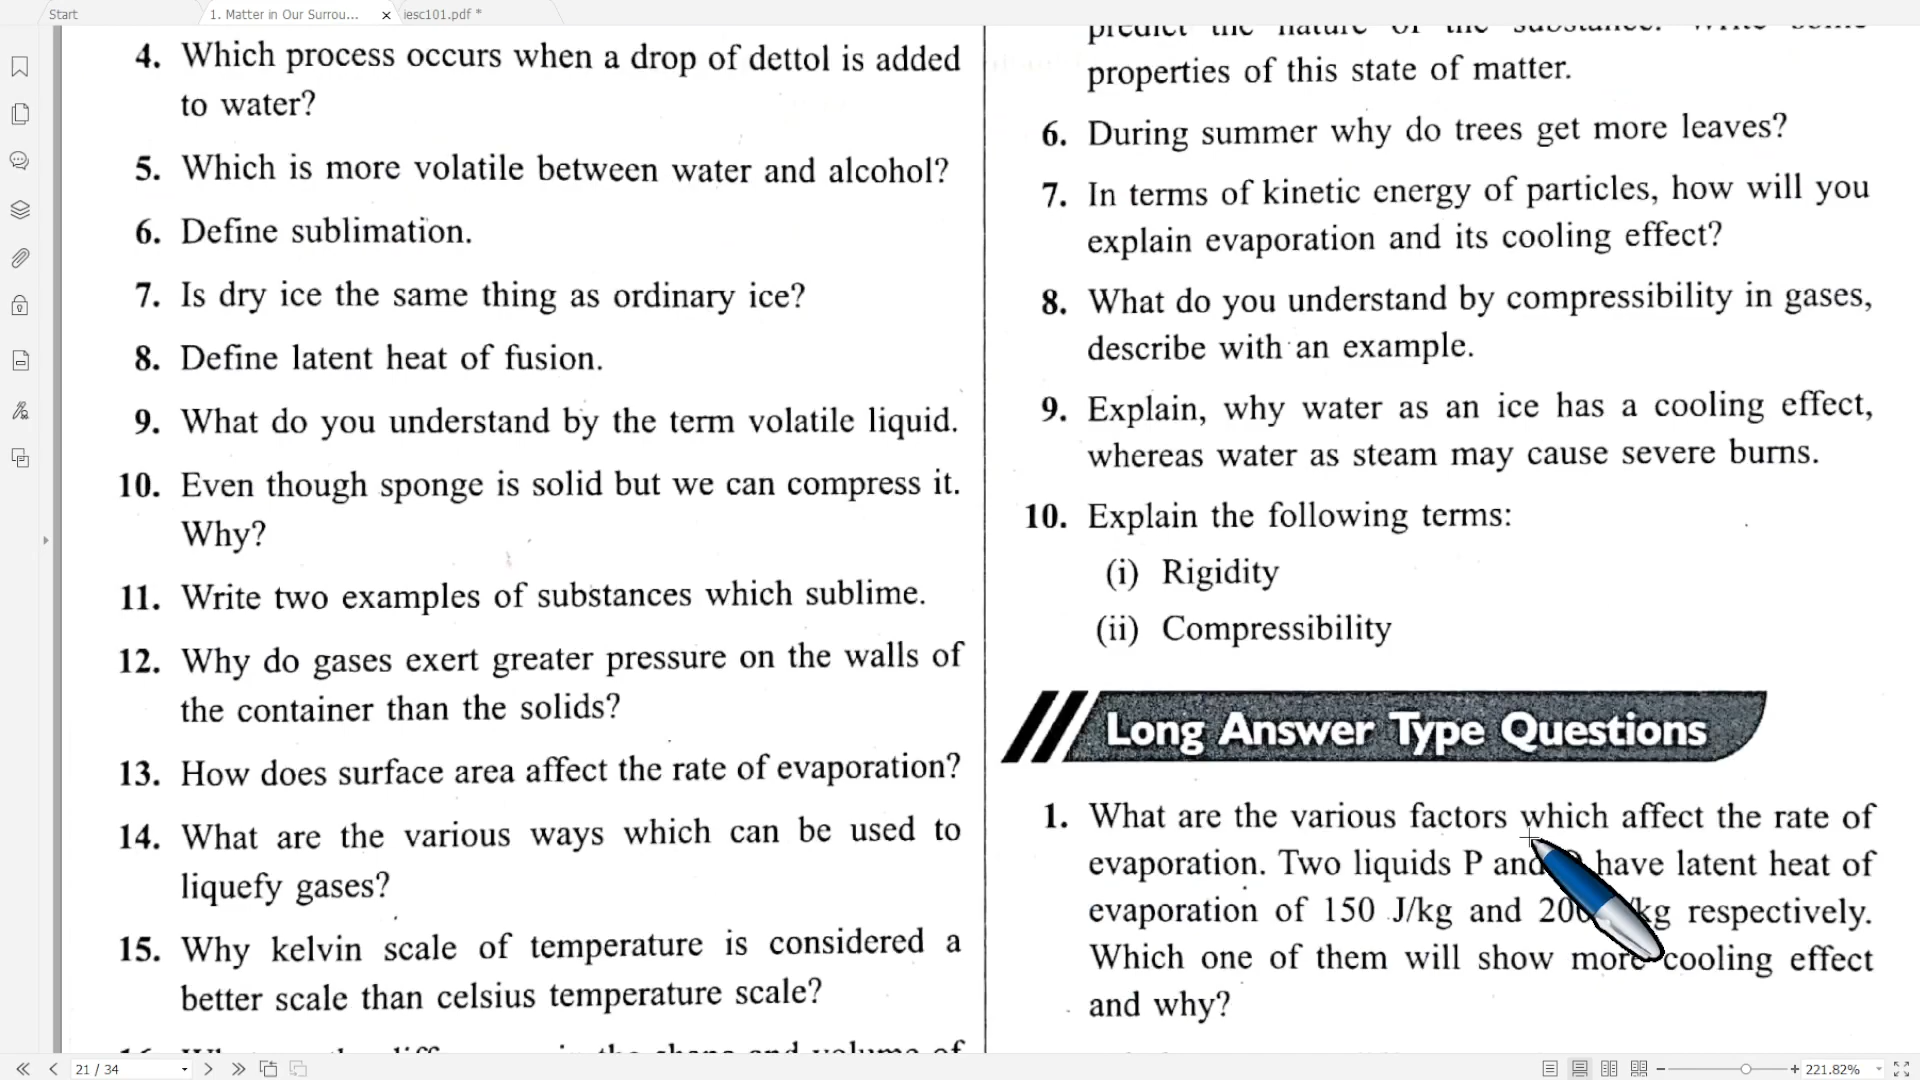 Start
1. Matter in Our Surrou...
iesc101.pdf *
4. Which process occurs when a drop of dettol is added
to water?
5. Which is more volatile between water and alcohol?
6. Define sublimation.
7. Is dry ice the same thing as ordinary ice?
8. Define latent heat of fusion.
9. What do you understand by the term volatile liquid.
10. Even though sponge is solid but we can compress it.
Why?
11. Write two examples of substances which sublime.
12. Why do gases exert greater pressure on the walls of
the container than the solids?
13. How does surface area affect the rate of evaporation?
14. What are the various ways which can be used to
liquefy gases?
15. Why kelvin scale of temperature is considered a
better scale than celsius temperature scale?
predict the nature of the substance. Write some
properties of this state of matter.
6. During summer why do trees get more leaves?
7. In terms of kinetic energy of particles, how will you
explain evaporation and its cooling effect?
8. What do you understand by compressibility in gases,
describe with an example.
9. Explain, why water as an ice has a cooling effect,
whereas water as steam may cause severe burns.
10. Explain the following terms:
(i) Rigidity
(ii) Compressibility
Long Answer Type Questions
1. What are the various factors which affect the rate of
evaporation. Two liquids P and have latent heat of
evaporation of 150 J/kg and respectively.
Which one of them will show more cooling effect
and why?
21 / 34
221.82%